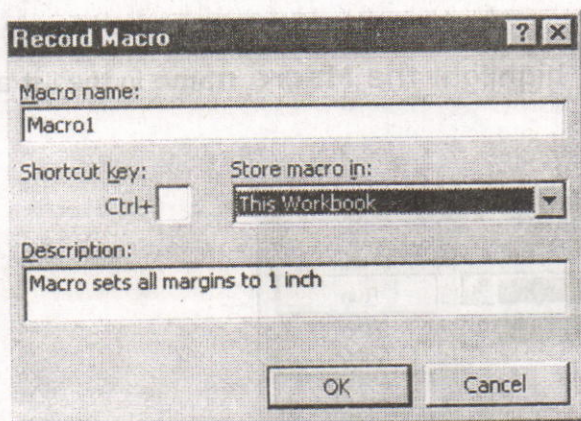 Record Macro ? X
Macro name:
Macro1
Shortcut key: Store macro in:
Ctrl+ This Workbook
Description:
Macro sets all margins to 1 inch
OK Cancel